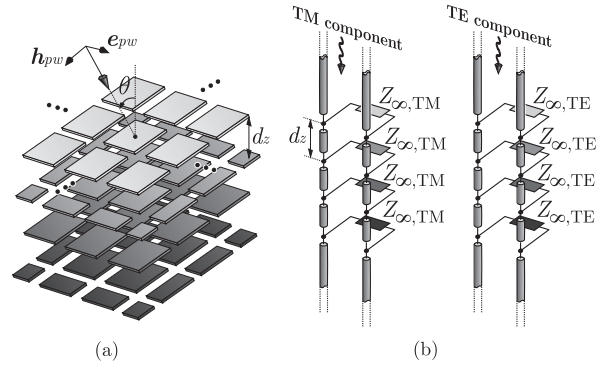 TM component
TE component
h_pw
e_pw
θ
d_z
d_z
Z_∞,TM
Z_∞,TE
Z_∞,TM
Z_∞,TE
Z_∞,TM
Z_∞,TE
Z_∞,TM
Z_∞,TE
(a)
(b)